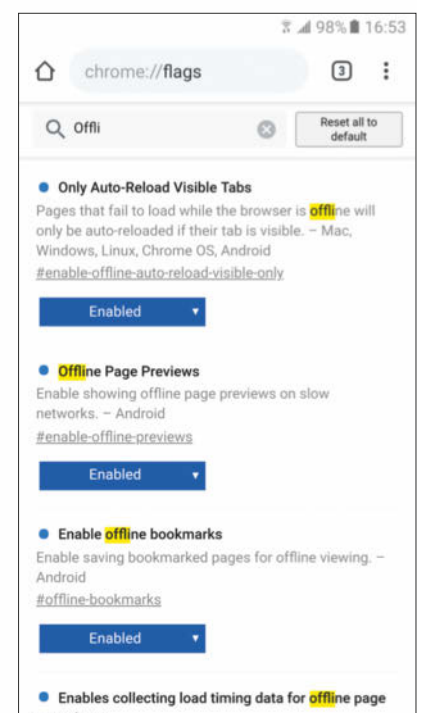 98% 16:53
chrome://flags
3
Offli
Reset all to
default
Only Auto-Reload Visible Tabs
Pages that fail to load while the browser is offline will
only be auto-reloaded if their tab is visible. – Mac,
Windows, Linux, Chrome OS, Android
#enable-offline-auto-reload-visible-only
Enabled
Offline Page Previews
Enable showing offline page previews on slow
networks. – Android
#enable-offline-previews
Enabled
Enable offline bookmarks
Enable saving bookmarked pages for offline viewing. –
Android
#offline-bookmarks
Enabled
Enables collecting load timing data for offline page